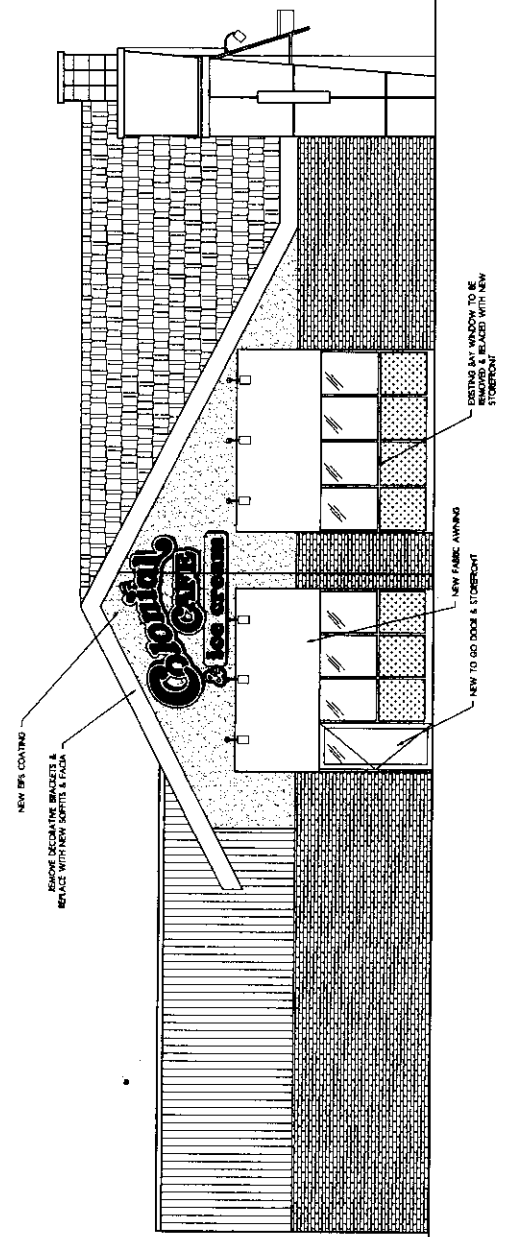 NEW EIFS COATING
REMOVE DECORATIVE BRACKETS &
REPLACE WITH NEW SOFFITS & FACIA
Colonial
CAFE
& ice cream
NEW TO GO DOOR & STOREFRONT
NEW FABRIC AWNING
EXISTING BAY WINDOW TO BE
REMOVED & RELACED WITH NEW
STOREFRONT